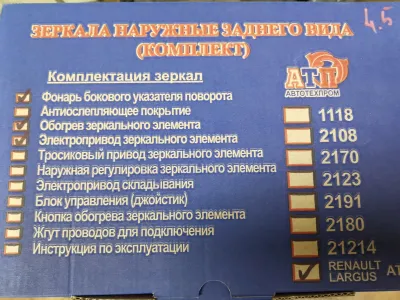 ЗЕРКАЛА НАРУЖНЫЕ ЗАДНЕГО ВИДА
(КОМПЛЕКТ)
4.5
Комплектация зеркал
АТП
АВТОТЕХПРОМ
Фонарь бокового указателя поворота
Антиослепляющее покрытие
Обогрев зеркального элемента
Электропривод зеркального элемента
Тросиковый привод зеркального элемента
Наружная регулировка зеркального элемента
Электропривод складывания
Блок управления (джойстик)
Кнопка обогрева зеркального элемента
Жгут проводов для подключения
Инструкция по эксплуатации
1118
2108
2170
2123
2191
2180
21214
RENAULT
LARGUS АТ